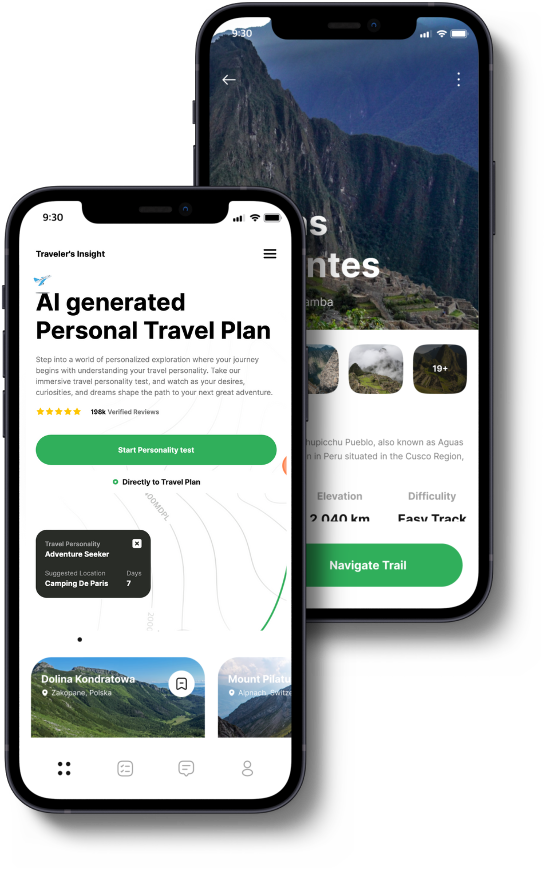 9:30
ntes
amba
19+
hupicchu Pueblo, also known as Aguas
n in Peru situated in the Cusco Region,
Elevation
Difficulty
2,040 km
Easy Track
Navigate Trail
9:30
Traveler's Insight
AI generated
Personal Travel Plan
Step into a world of personalized exploration where your journey
begins with understanding your travel personality. Take our
immersive travel personality test, and watch as your desires,
curiosities, and dreams shape the path to your next great adventure.
198k Verified Reviews
Start Personality test
Directly to Travel Plan
Travel Personality
Adventure Seeker
Suggested Location
Days
Camping De Paris
7
Dolina Kondratowa
Zakopane, Polska
Mount Pilatu
Alpnach, Switze